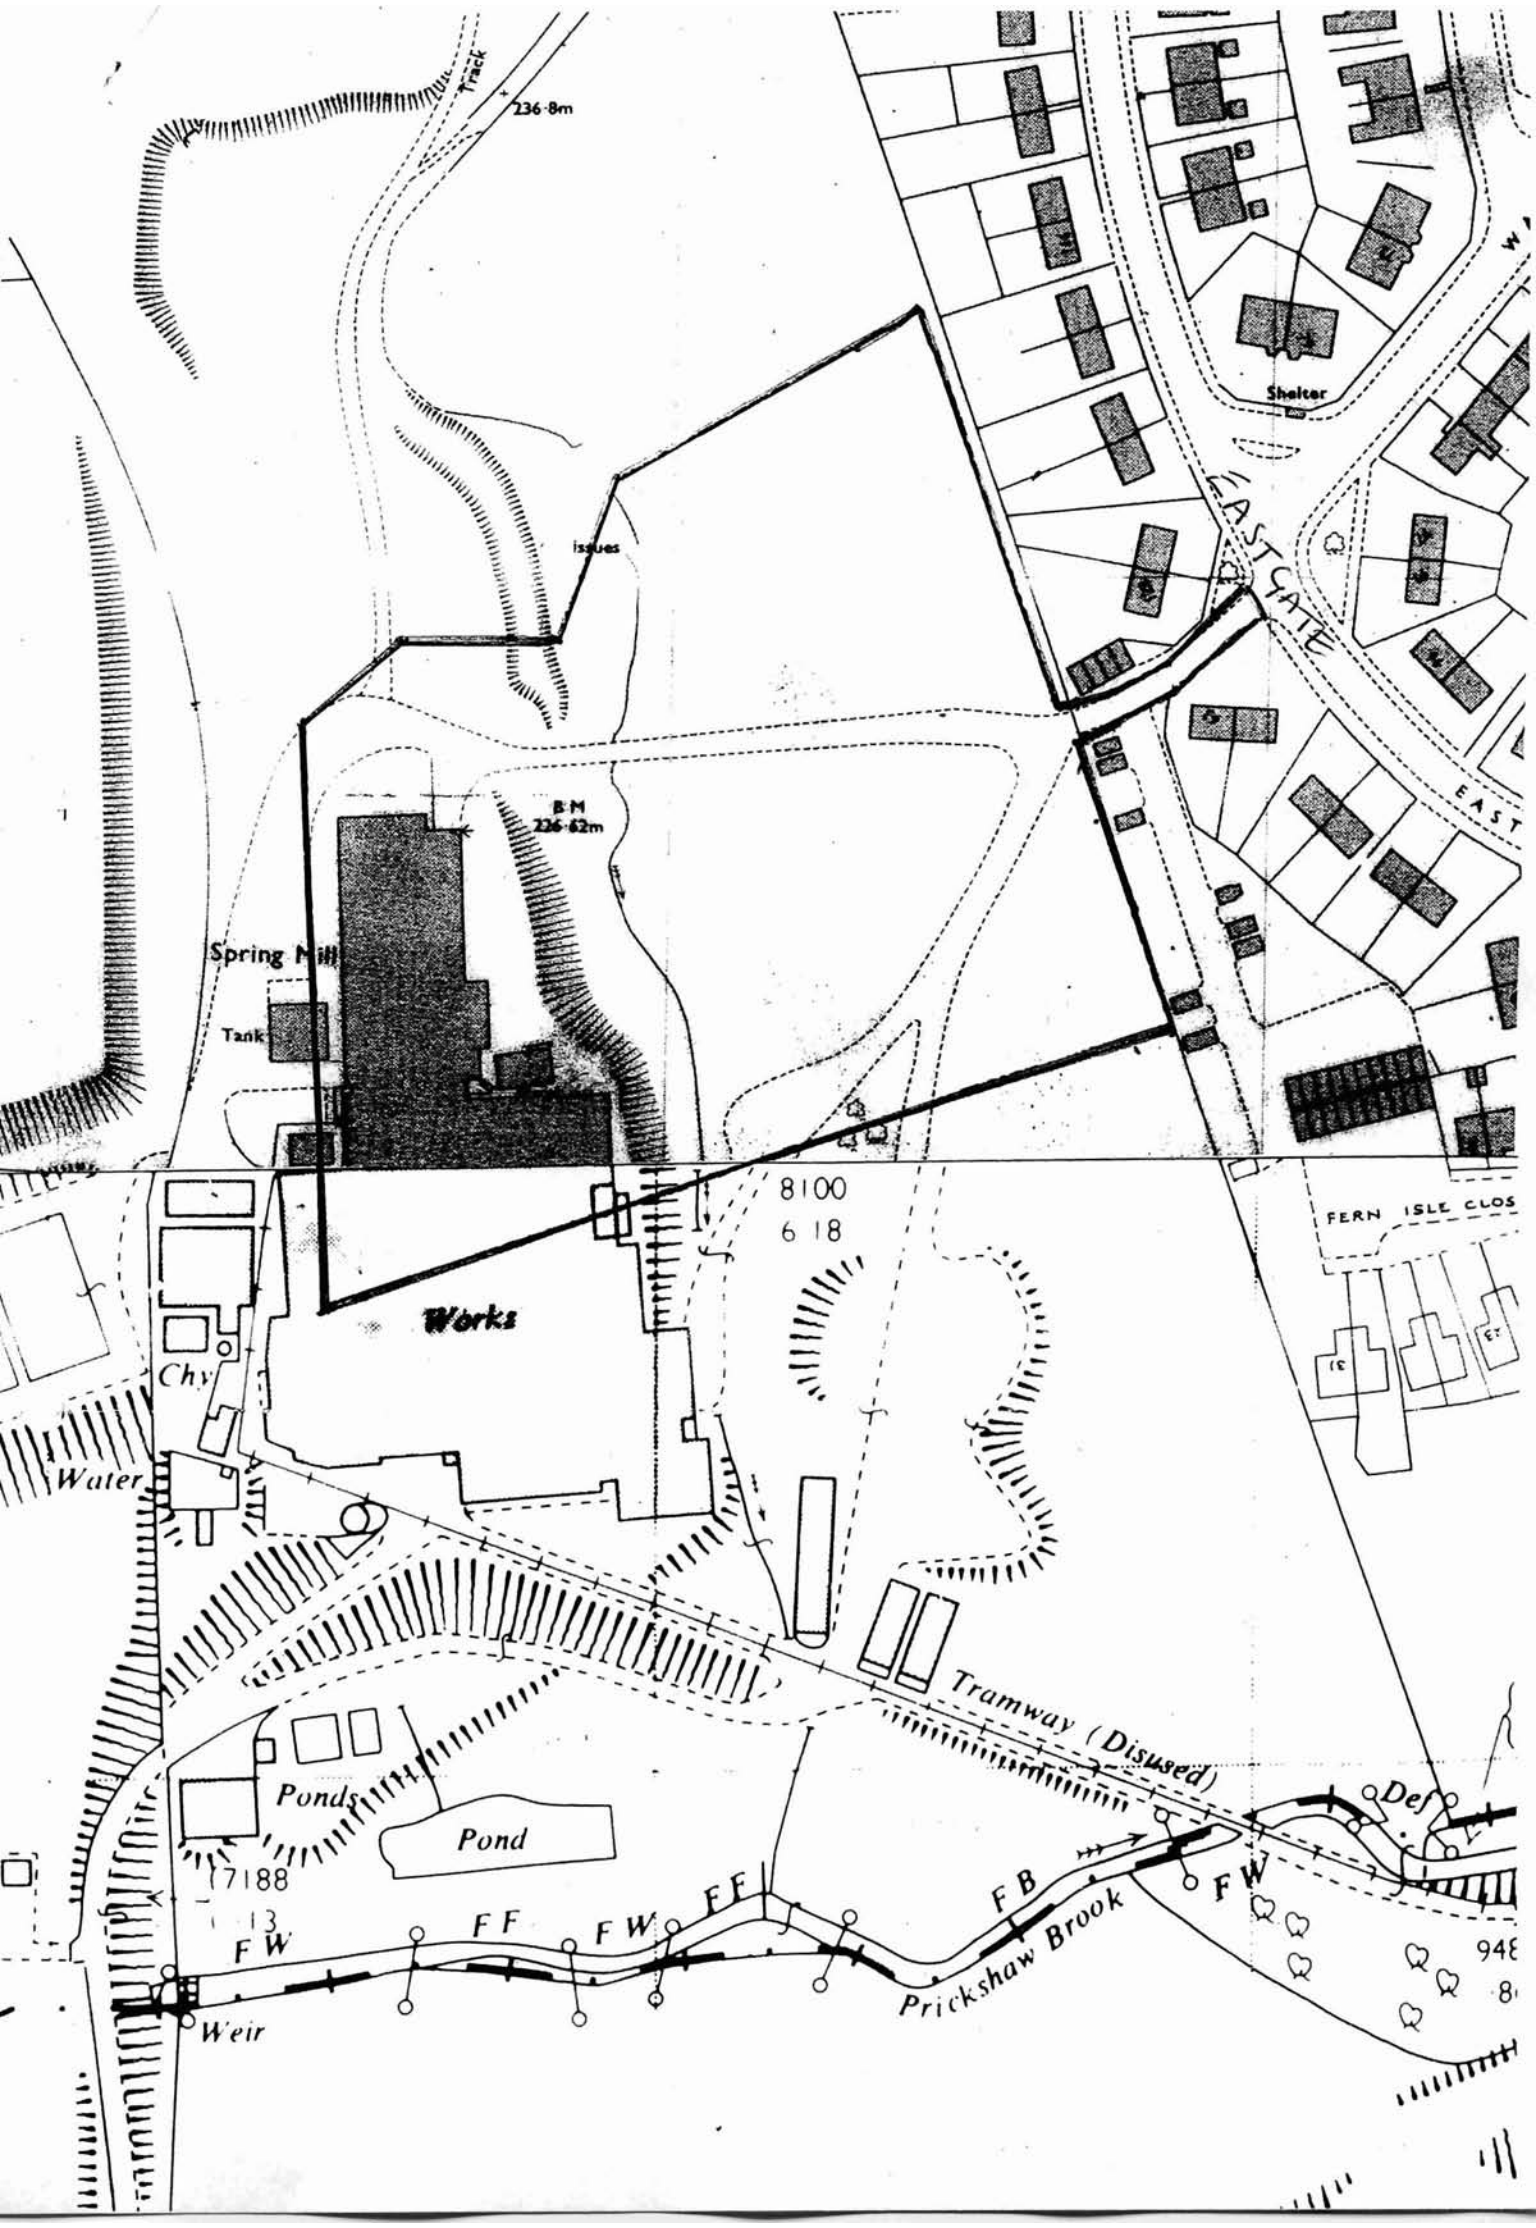 Track
236·8m
Shelter
EASTGATE
issues
EAST
B M
226·62m
Spring Mill
Tank
8100
6 18
FERN ISLE CLOS
Works
31
23
Chy
Water
Tramway (Disused)
Ponds
Pond
Def
7188
13
F W
F F
F W
F F
F B
F W
Prickshaw Brook
948
Weir